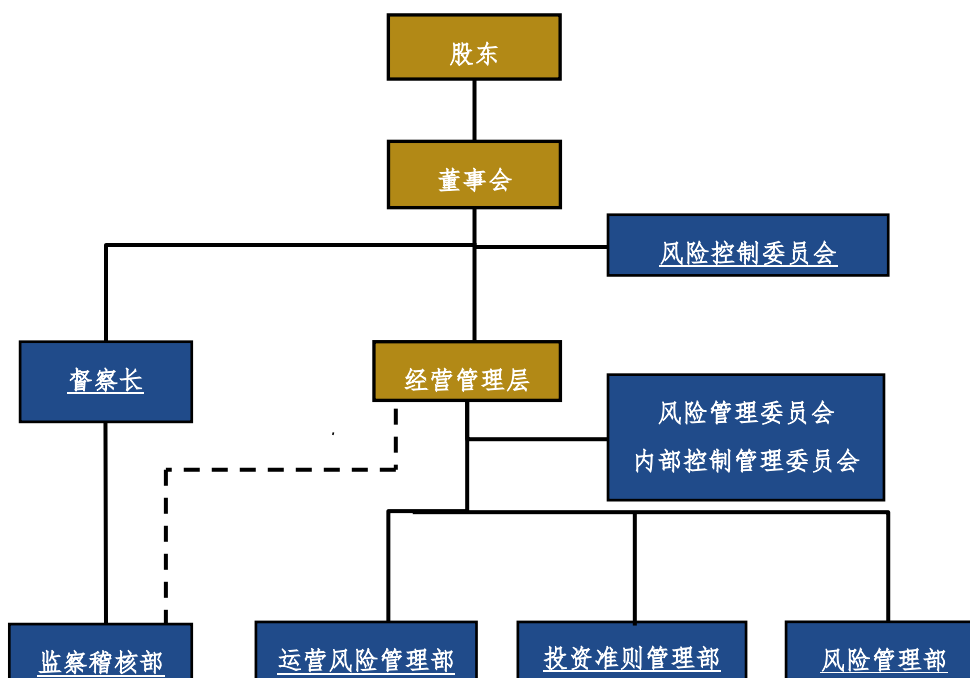 股东
董事会
风险控制委员会
督察长
经营管理层
风险管理委员会
内部控制管理委员会
监察稽核部
运营风险管理部
投资准则管理部
风险管理部